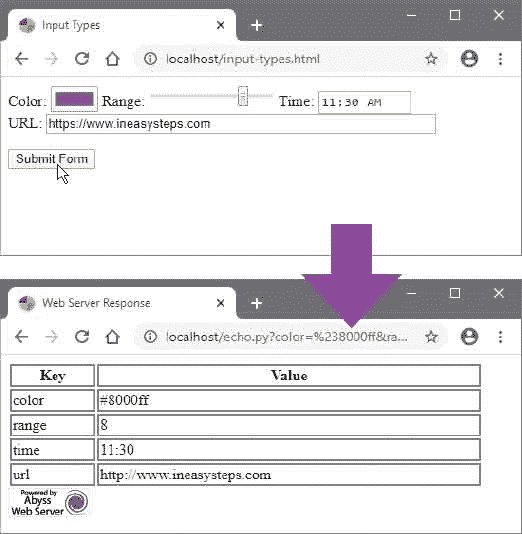 Input Types
localhost/input-types.html
Color: Range: Time: 11:30 AM
URL: https://www.ineasysteps.com
Submit Form
Web Server Response
localhost/echo.py?color=%238000ff&ra...
Key Value
color #8000ff
range 8
time 11:30
url http://www.ineasysteps.com
Powered by
Abyss
Web Server